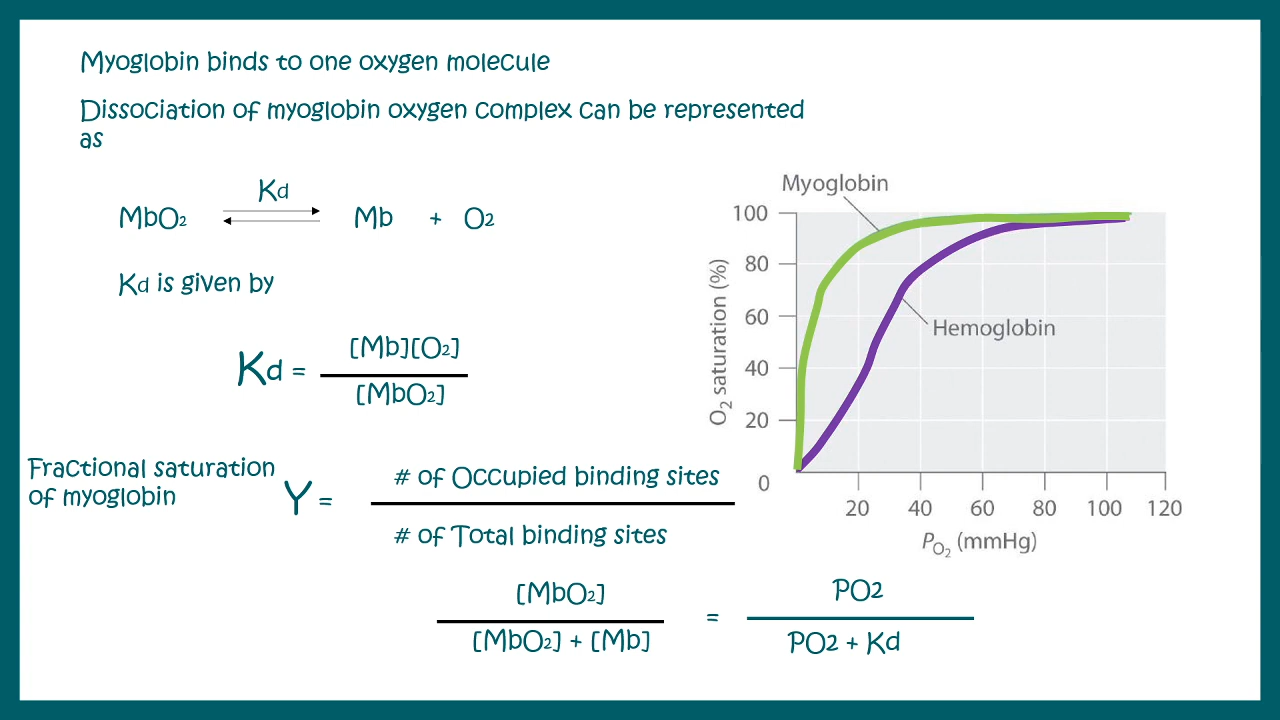 Myoglobin binds to one oxygen molecule
Dissociation of myoglobin oxygen complex can be represented
as
Kd
MbO₂ Mb + O₂
Kd is given by
Kd = [Mb][O₂]
[MbO₂]
Fractional saturation
of myoglobin
Y = # of Occupied binding sites
# of Total binding sites
[MbO₂] = PO2
[MbO₂] + [Mb] PO2 + Kd
Myoglobin
Hemoglobin
O₂ saturation (%)
100
80
60
40
20
0
20 40 60 80 100 120
P O₂ (mmHg)